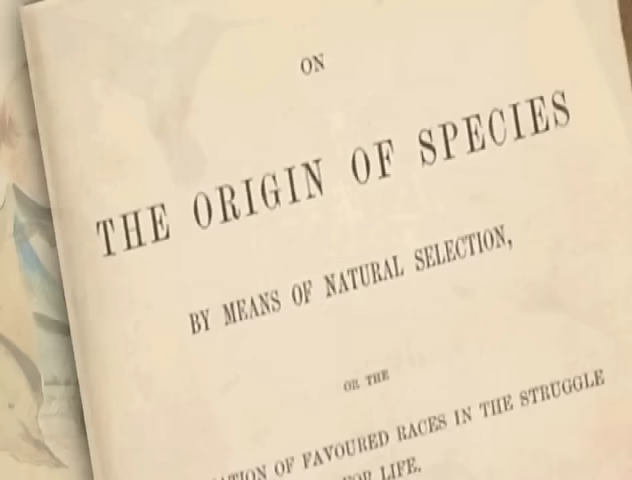 ON
THE ORIGIN OF SPECIES
BY MEANS OF NATURAL SELECTION,
OR THE
OF FAVOURED RACES IN THE STRUGGLE
FOR LIFE.